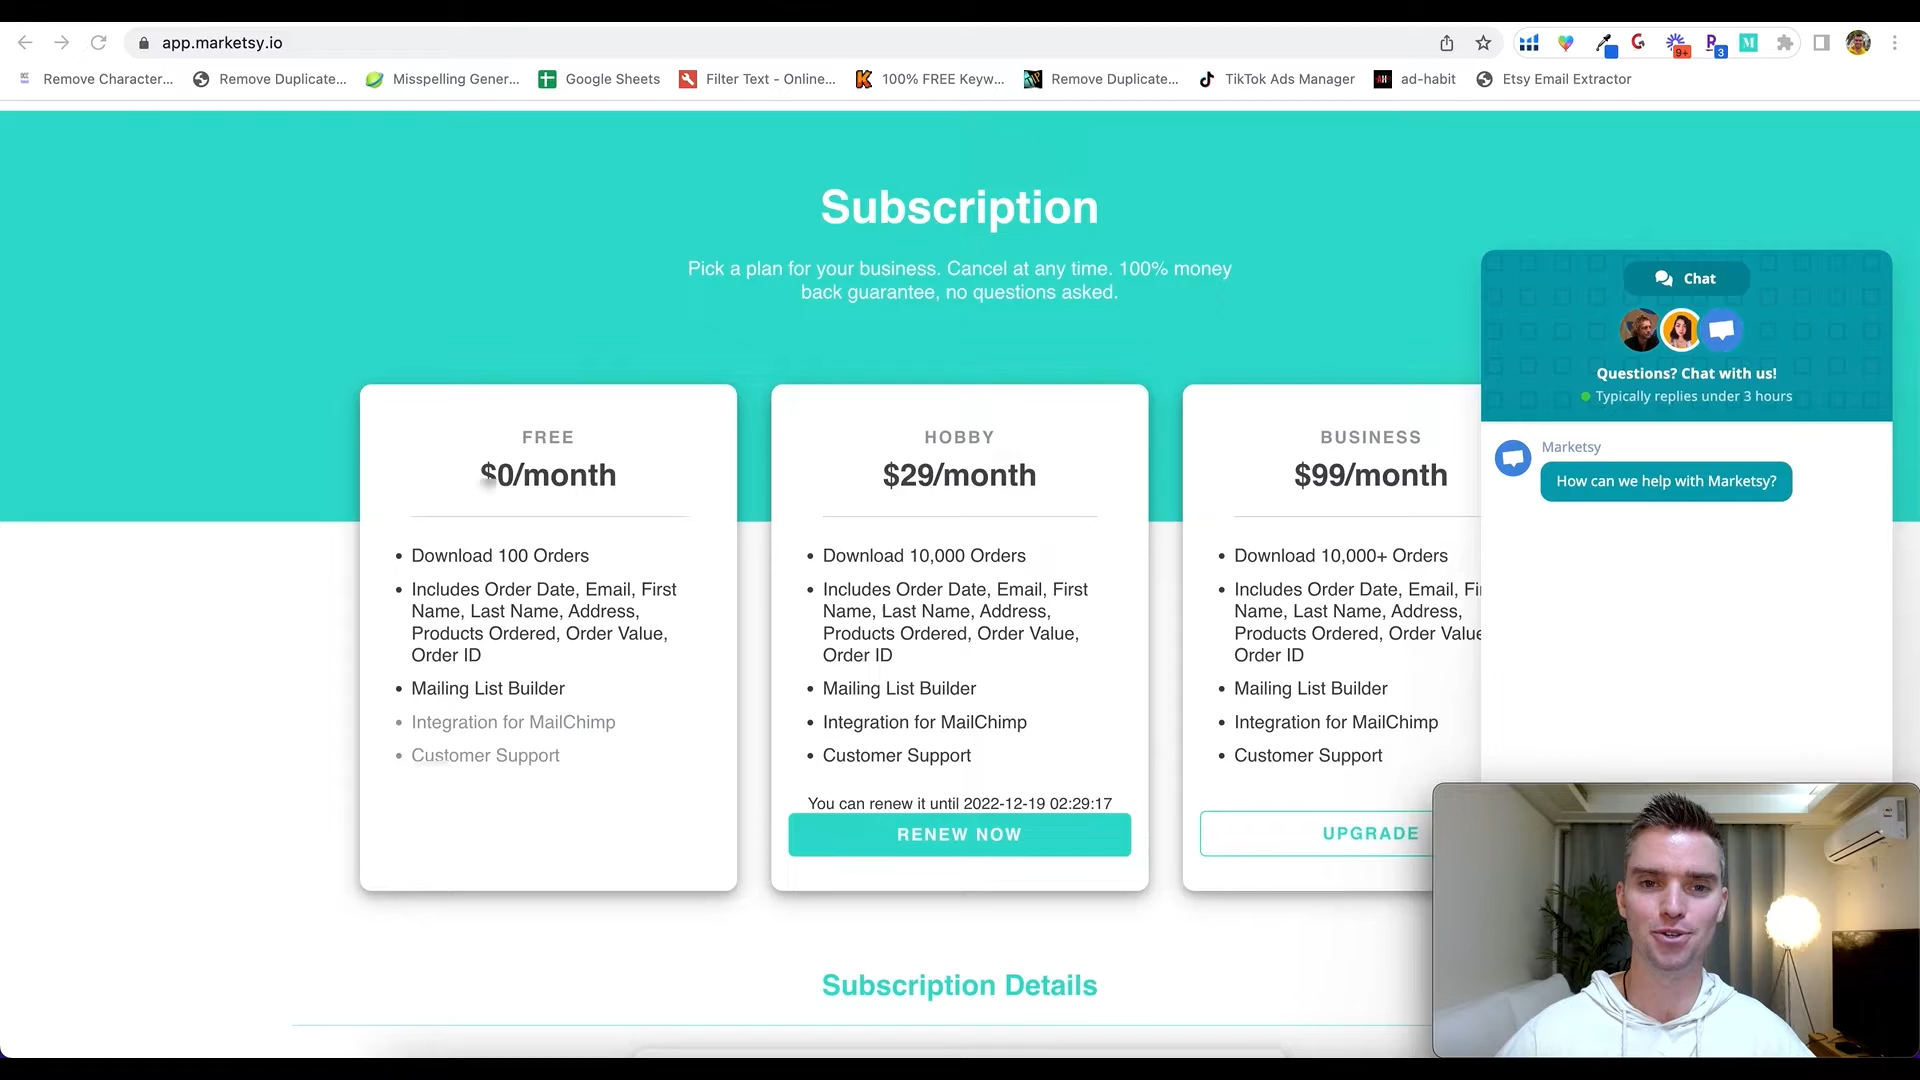 app.marketsy.io
9+
3
M
Remove Character...
Remove Duplicate...
Misspelling Gener...
Google Sheets
Filter Text - Online...
100% FREE Keyw...
Remove Duplicate...
TikTok Ads Manager
ad-habit
Etsy Email Extractor
Subscription
Pick a plan for your business. Cancel at any time. 100% money
back guarantee, no questions asked.
FREE
$0/month
• Download 100 Orders
• Includes Order Date, Email, First
Name, Last Name, Address,
Products Ordered, Order Value,
Order ID
• Mailing List Builder
• Integration for MailChimp
• Customer Support
HOBBY
$29/month
• Download 10,000 Orders
• Includes Order Date, Email, First
Name, Last Name, Address,
Products Ordered, Order Value,
Order ID
• Mailing List Builder
• Integration for MailChimp
• Customer Support
You can renew it until 2022-12-19 02:29:17
RENEW NOW
BUSINESS
$99/month
• Download 10,000+ Orders
• Includes Order Date, Email, Fi
Name, Last Name, Address,
Products Ordered, Order Value
Order ID
• Mailing List Builder
• Integration for MailChimp
• Customer Support
UPGRADE
Chat
Questions? Chat with us!
Typically replies under 3 hours
Marketsy
How can we help with Marketsy?
Subscription Details